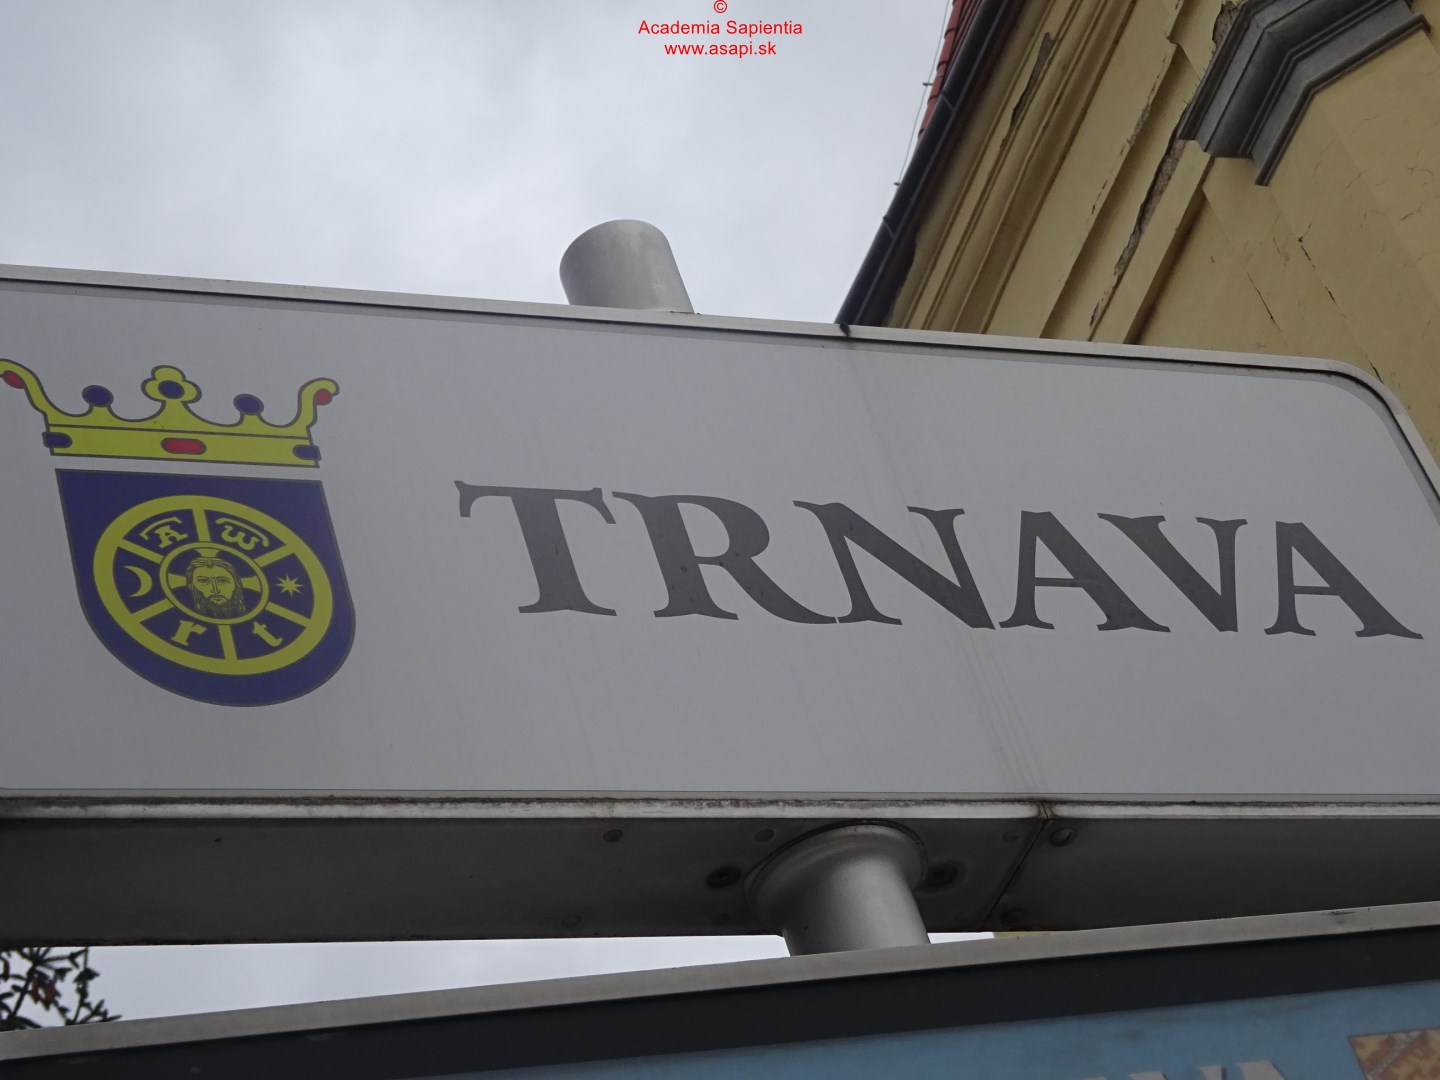 ©
Academia Sapientia
www.asapi.sk
TRNAVA
A ω
r t